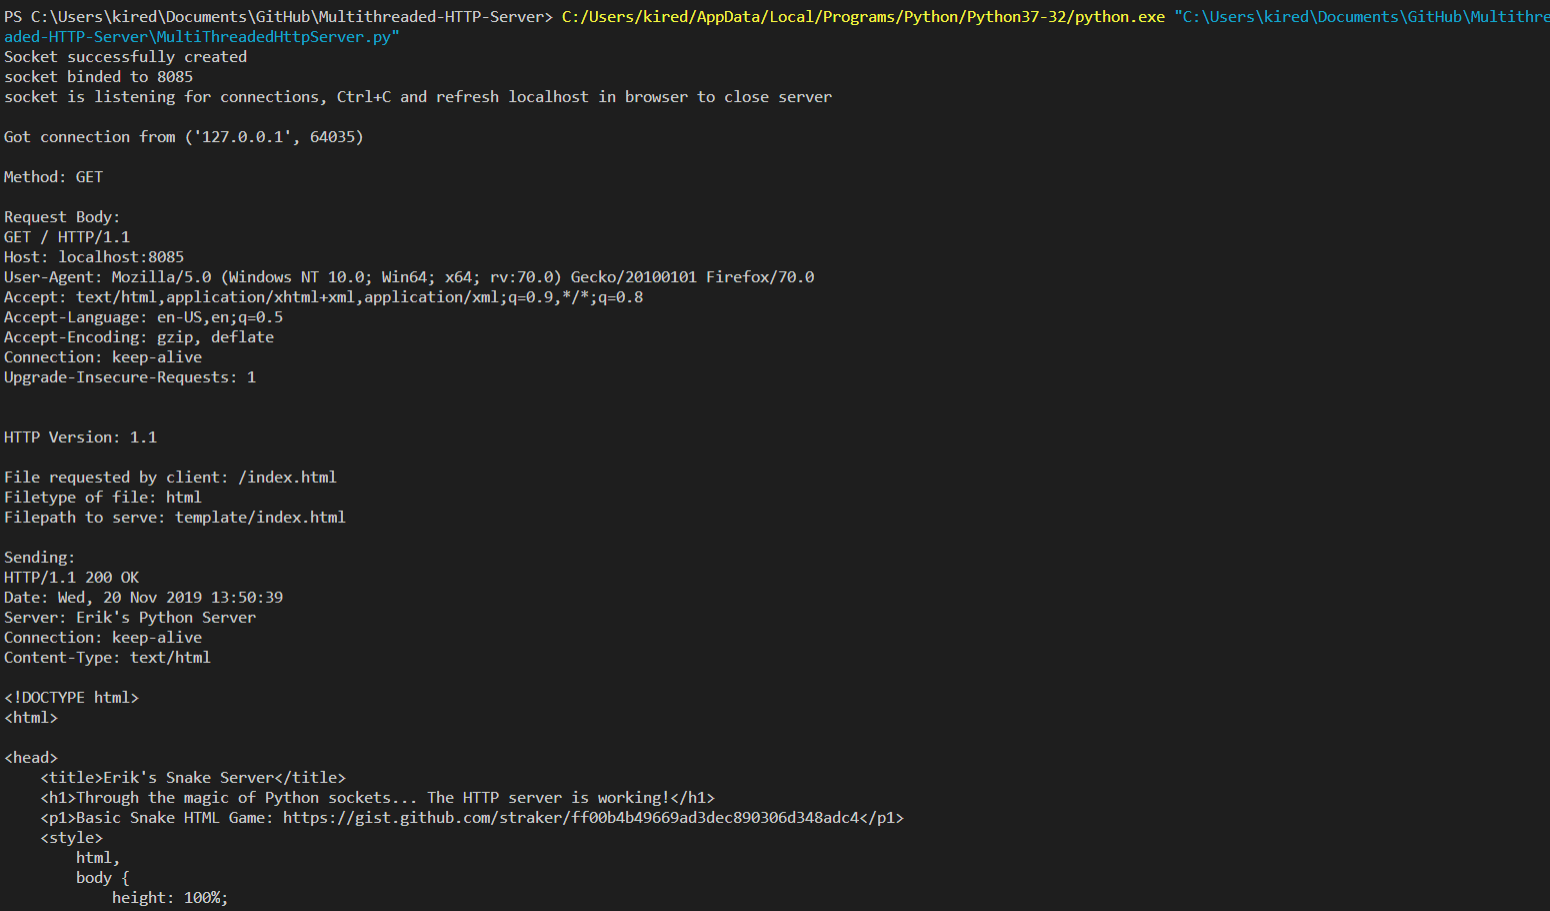 PS C:\Users\kired\Documents\GitHub\Multithreaded-HTTP-Server> C:/Users/kired/AppData/Local/Programs/Python/Python37-32/python.exe "C:\Users\kired\Documents\GitHub\Multithre
aded-HTTP-Server\MultiThreadedHttpServer.py"
Socket successfully created
socket binded to 8085
socket is listening for connections, Ctrl+C and refresh localhost in browser to close server
Got connection from ('127.0.0.1', 64035)
Method: GET
Request Body:
GET / HTTP/1.1
Host: localhost:8085
User-Agent: Mozilla/5.0 (Windows NT 10.0; Win64; x64; rv:70.0) Gecko/20100101 Firefox/70.0
Accept: text/html,application/xhtml+xml,application/xml;q=0.9,*/*;q=0.8
Accept-Language: en-US,en;q=0.5
Accept-Encoding: gzip, deflate
Connection: keep-alive
Upgrade-Insecure-Requests: 1
HTTP Version: 1.1
File requested by client: /index.html
Filetype of file: html
Filepath to serve: template/index.html
Sending:
HTTP/1.1 200 OK
Date: Wed, 20 Nov 2019 13:50:39
Server: Erik's Python Server
Connection: keep-alive
Content-Type: text/html
<!DOCTYPE html>
<html>
<head>
    <title>Erik's Snake Server</title>
    <h1>Through the magic of Python sockets... The HTTP server is working!</h1>
    <p1>Basic Snake HTML Game: https://gist.github.com/straker/ff00b4b49669ad3dec890306d348adc4</p1>
    <style>
        html,
        body {
            height: 100%;